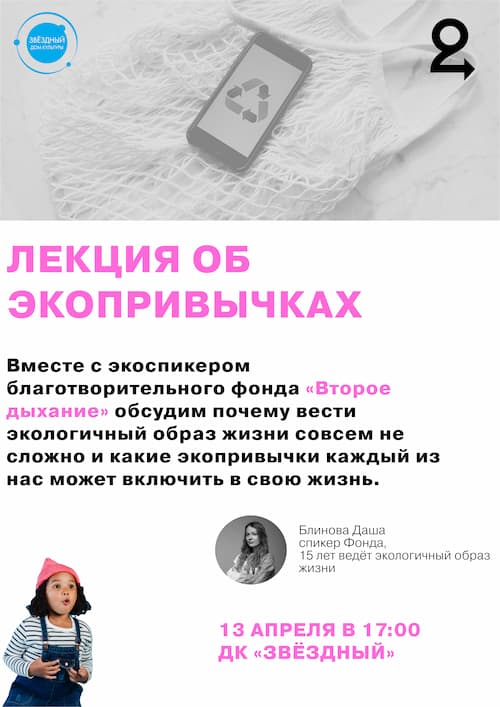 ЗВЁЗДНЫЙ
ДОМ КУЛЬТУРЫ
2
ЛЕКЦИЯ ОБ
ЭКОПРИВЫЧКАХ
Вместе с экоспикером
благотворительного фонда «Второе
дыхание» обсудим почему вести
экологичный образ жизни совсем не
сложно и какие экопривычки каждый из
нас может включить в свою жизнь.
Блинова Даша
спикер Фонда,
15 лет ведёт экологичный образ
жизни
13 АПРЕЛЯ В 17:00
ДК «ЗВЁЗДНЫЙ»